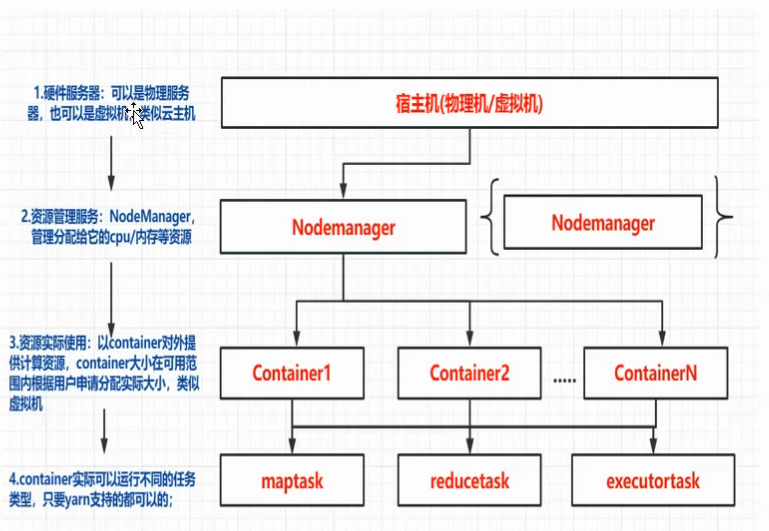 1.硬件服务器：可以是物理服务
器，也可以是虚拟机，类似云主机
宿主机(物理机/虚拟机)
2.资源管理服务：NodeManager，
管理分配给它的cpu/内存等资源
Nodemanager
Nodemanager
3.资源实际使用：以container对外提
供计算资源，container大小在可用范
围内根据用户申请分配实际大小，类似
虚拟机
Container1
Container2
.....
ContainerN
4.container实际可以运行不同的任务
类型，只要yarn支持的都可以的；
maptask
reducetask
executortask